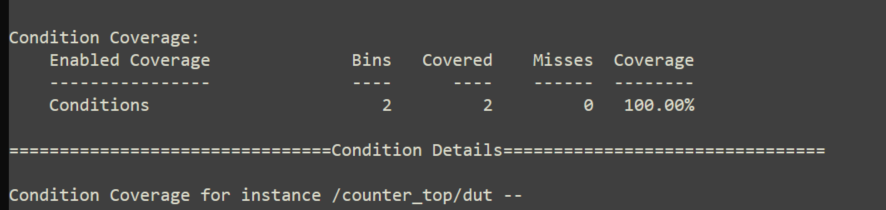 Condition Coverage:
    Enabled Coverage              Bins   Covered    Misses  Coverage
    ----------------              ----      ----    ------  --------
    Conditions                       2         2         0   100.00%
================================Condition Details================================
Condition Coverage for instance /counter_top/dut --